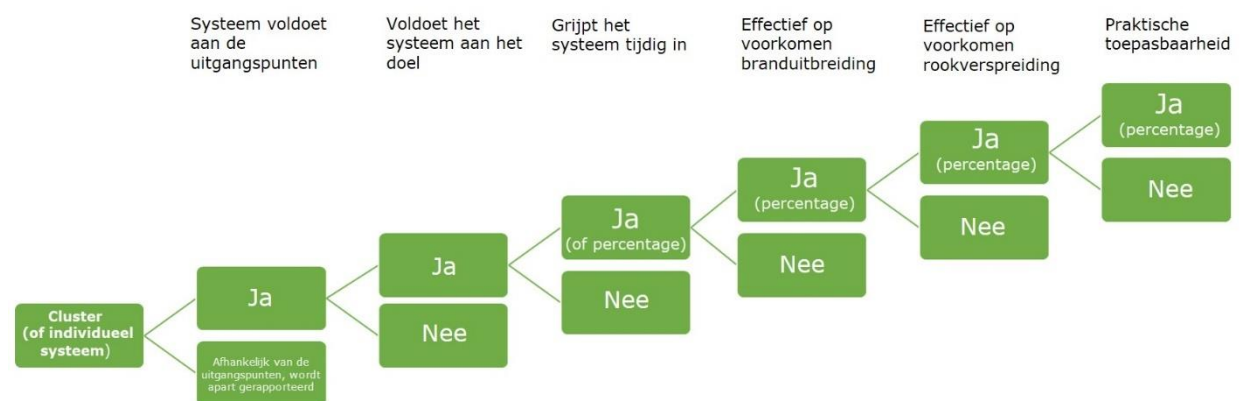 Systeem voldoet
aan de
uitgangspunten
Voldoet het
systeem aan het
doel
Grijpt het
systeem tijdig in
Effectief op
voorkomen
branduitbreiding
Effectief op
voorkomen
rookverspreiding
Praktische
toepasbaarheid
Cluster
(of individueel
systeem)
Ja
Afhankelijk van de
uitgangspunten, wordt
apart gerapporteerd
Ja
Nee
Ja
(of percentage)
Nee
Ja
(percentage)
Nee
Ja
(percentage)
Nee
Ja
(percentage)
Nee